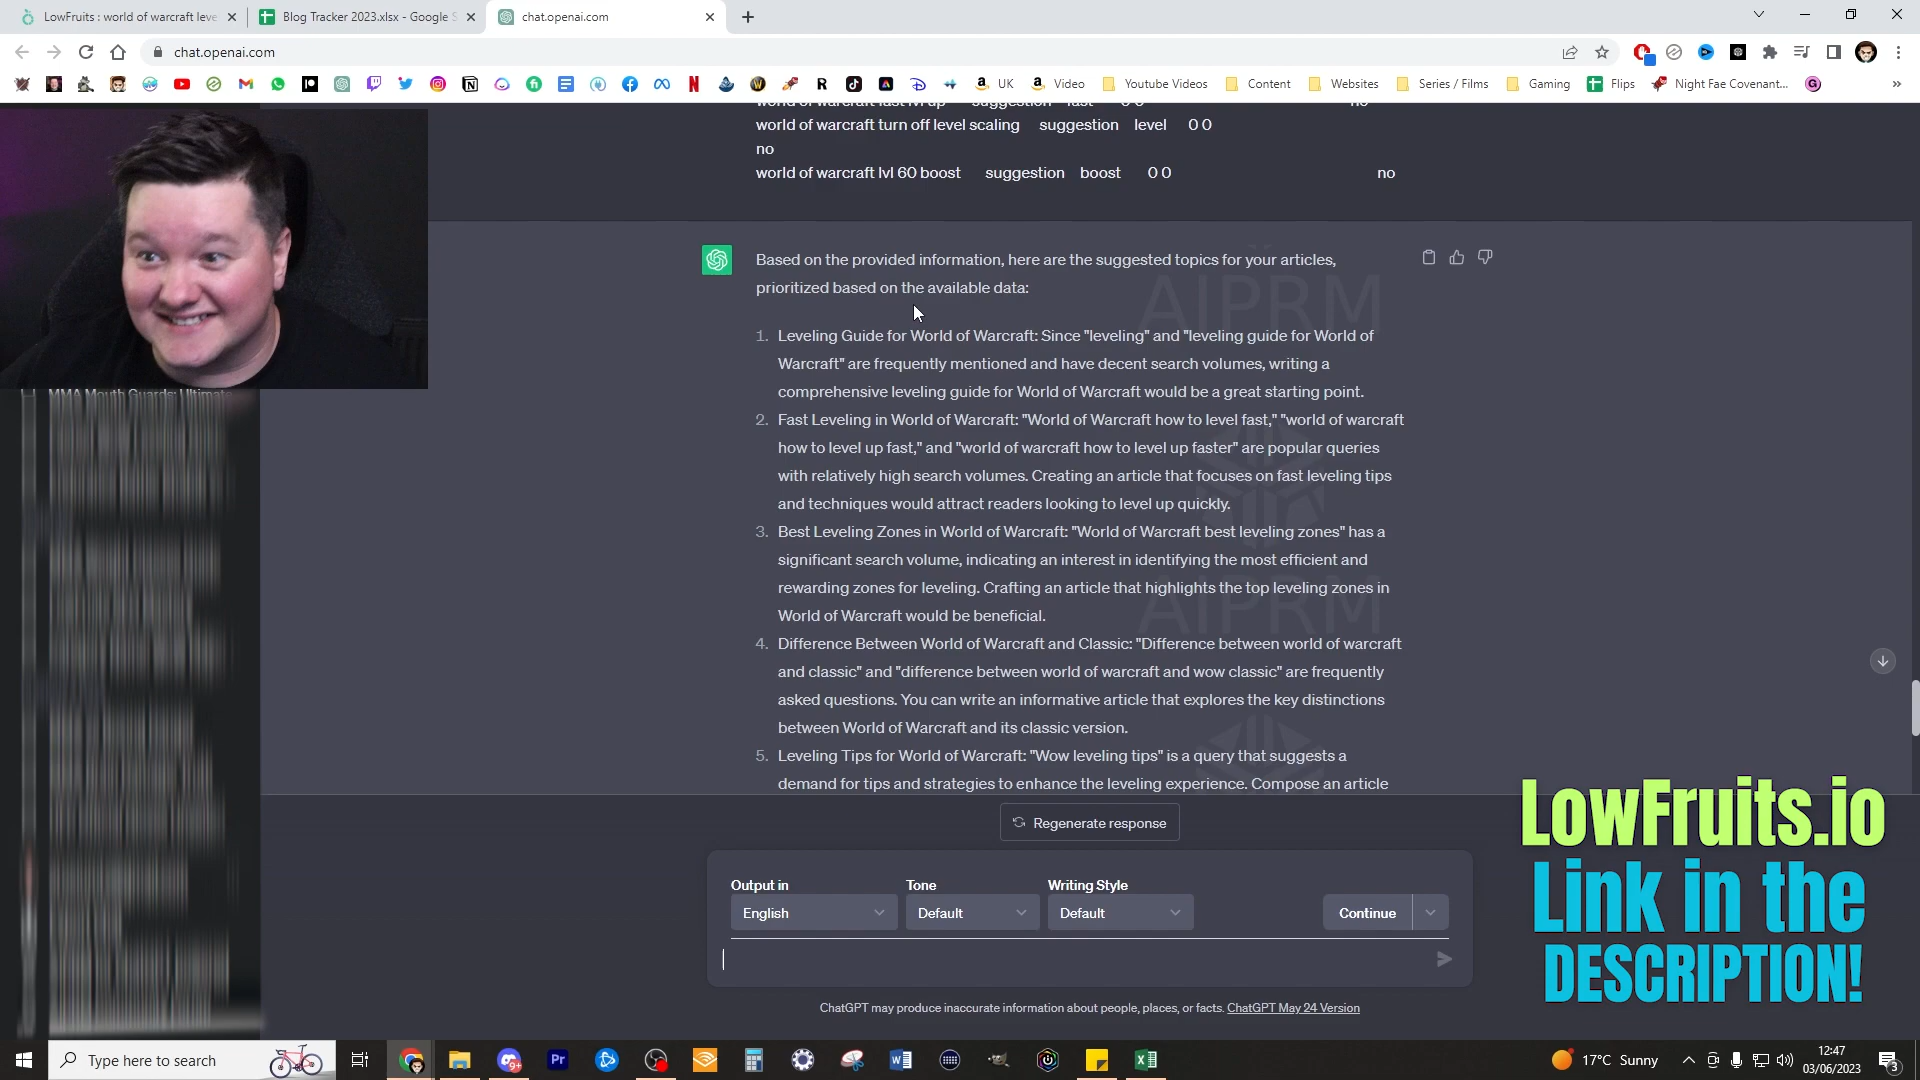 LowFruits : world of warcraft leve
Blog Tracker 2023.xlsx - Google S
chat.openai.com
chat.openai.com
UK
Video
Youtube Videos
Content
Websites
Series / Films
Gaming
Flips
Night Fae Covenant...
world of warcraft fast lvl up suggestion fast 0 0 no
world of warcraft turn off level scaling suggestion level 0 0
no
world of warcraft lvl 60 boost suggestion boost 0 0 no
Based on the provided information, here are the suggested topics for your articles,
prioritized based on the available data:
1. Leveling Guide for World of Warcraft: Since "leveling" and "leveling guide for World of
Warcraft" are frequently mentioned and have decent search volumes, writing a
comprehensive leveling guide for World of Warcraft would be a great starting point.
2. Fast Leveling in World of Warcraft: "World of Warcraft how to level fast," "world of warcraft
how to level up fast," and "world of warcraft how to level up faster" are popular queries
with relatively high search volumes. Creating an article that focuses on fast leveling tips
and techniques would attract readers looking to level up quickly.
3. Best Leveling Zones in World of Warcraft: "World of Warcraft best leveling zones" has a
significant search volume, indicating an interest in identifying the most efficient and
rewarding zones for leveling. Crafting an article that highlights the top leveling zones in
World of Warcraft would be beneficial.
4. Difference Between World of Warcraft and Classic: "Difference between world of warcraft
and classic" and "difference between world of warcraft and wow classic" are frequently
asked questions. You can write an informative article that explores the key distinctions
between World of Warcraft and its classic version.
5. Leveling Tips for World of Warcraft: "Wow leveling tips" is a query that suggests a
demand for tips and strategies to enhance the leveling experience. Compose an article
AIPRM
AIPRM
MMA Mouth Guards: Ultimate
Regenerate response
Output in
Tone
Writing Style
English
Default
Default
Continue
ChatGPT may produce inaccurate information about people, places, or facts. ChatGPT May 24 Version
LowFruits.io
Link in the
DESCRIPTION!
Type here to search
17°C Sunny
12:47
03/06/2023